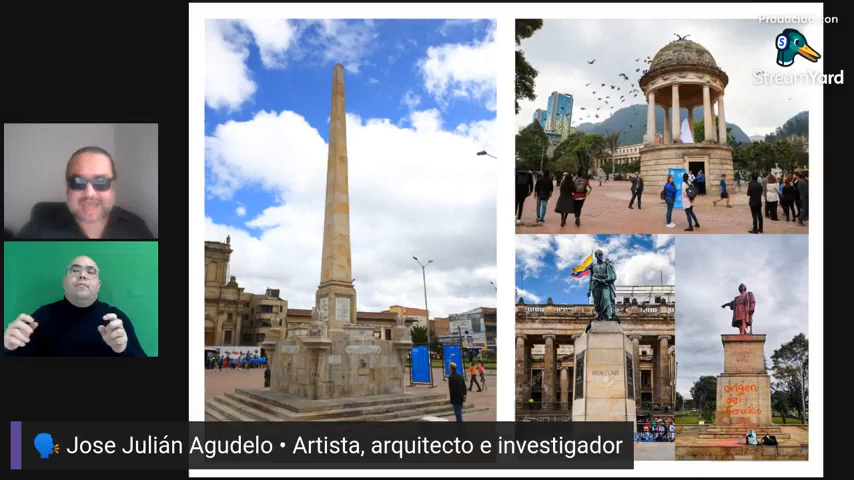 Producido con
StreamYard
BOLIVAR
origen
del
Genocidio
🗣️ Jose Julián Agudelo • Artista, arquitecto e investigador